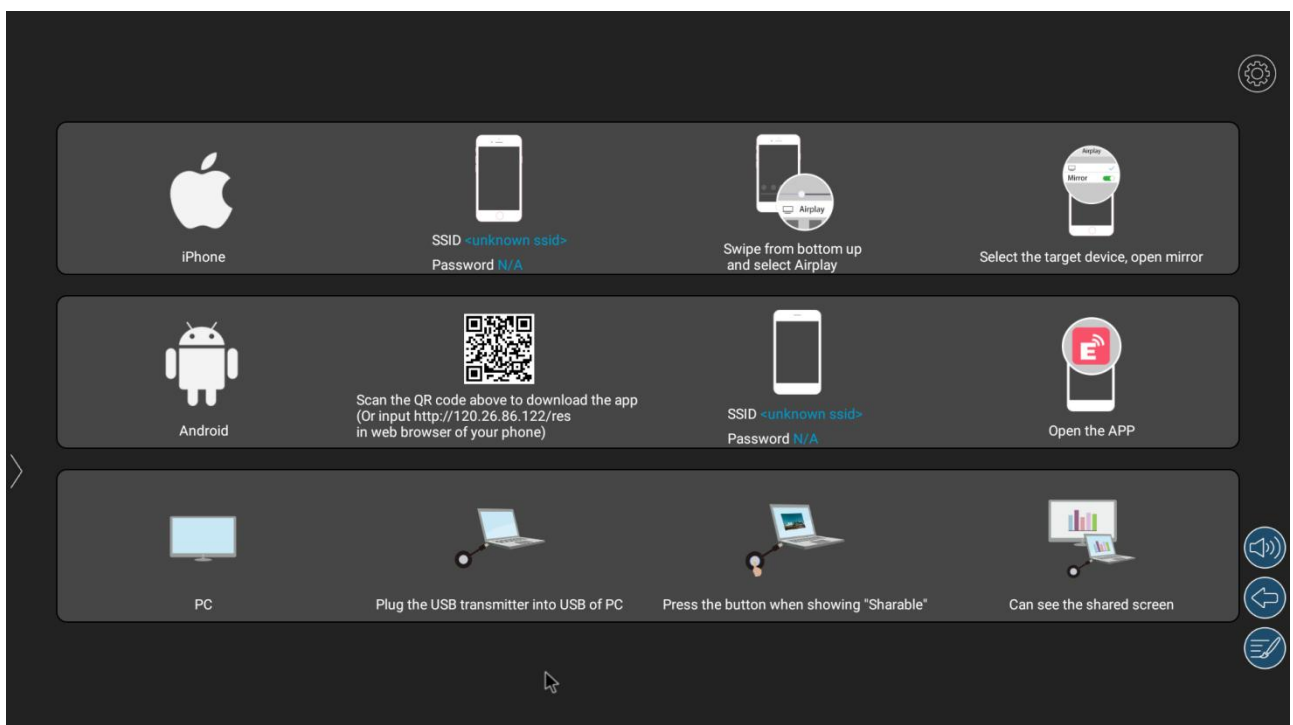 iPhone
SSID <unknown ssid>
Password N/A
Airplay
Swipe from bottom up
and select Airplay
Airplay
Mirror
Select the target device, open mirror
Android
Scan the QR code above to download the app
(Or input http://120.26.86.122/res
in web browser of your phone)
SSID <unknown ssid>
Password N/A
E
Open the APP
PC
Plug the USB transmitter into USB of PC
Press the button when showing "Sharable"
Can see the shared screen